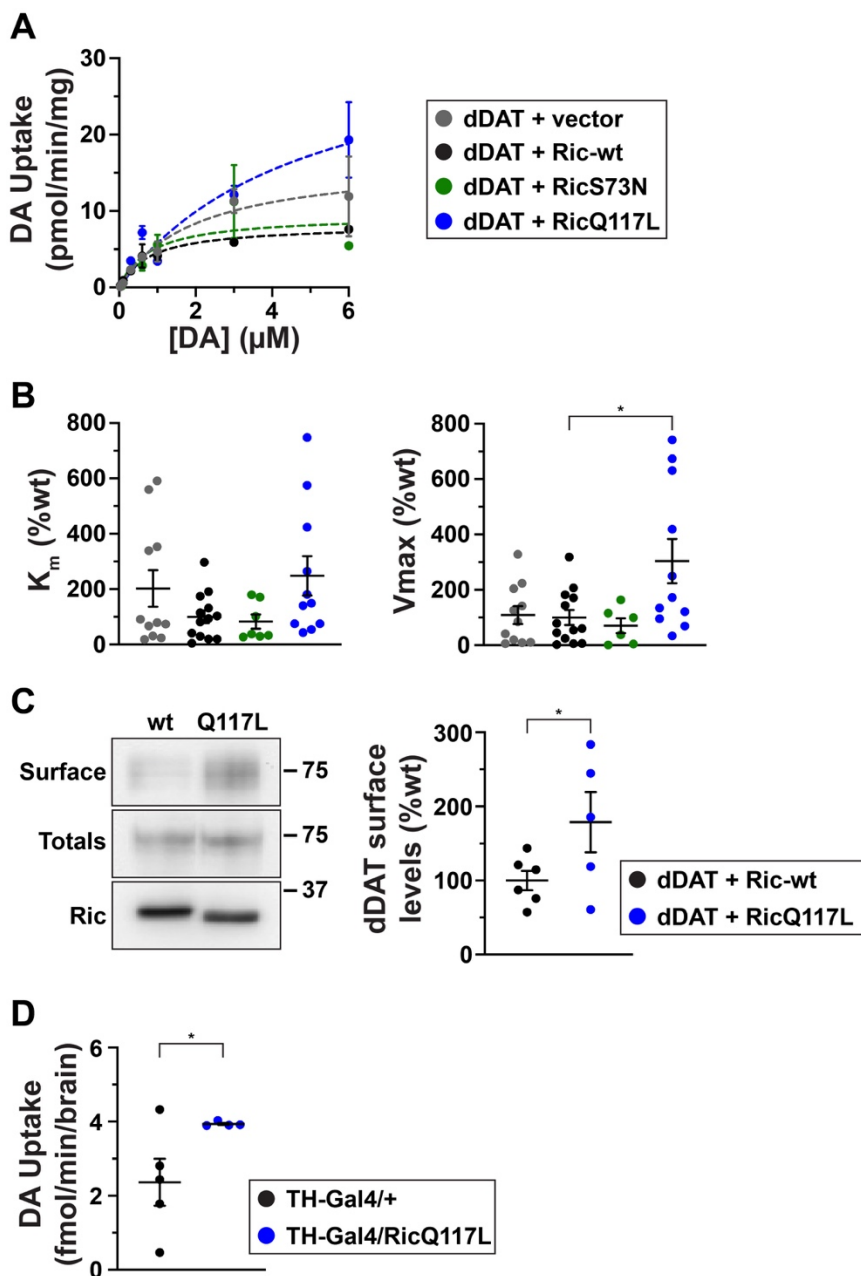 A
DA Uptake
(pmol/min/mg)
30
20
10
0
0
2
4
6
[DA] (µM)
dDAT + vector
dDAT + Ric-wt
dDAT + RicS73N
dDAT + RicQ117L
B
Km (%wt)
800
600
400
200
0
Vmax (%wt)
800
600
400
200
0
*
C
wt Q117L
Surface
75
Totals
75
37
Ric
dDAT surface
levels (%wt)
300
200
100
0
*
dDAT + Ric-wt
dDAT + RicQ117L
D
DA Uptake
(fmol/min/brain)
6
4
2
0
*
TH-Gal4/+
TH-Gal4/RicQ117L